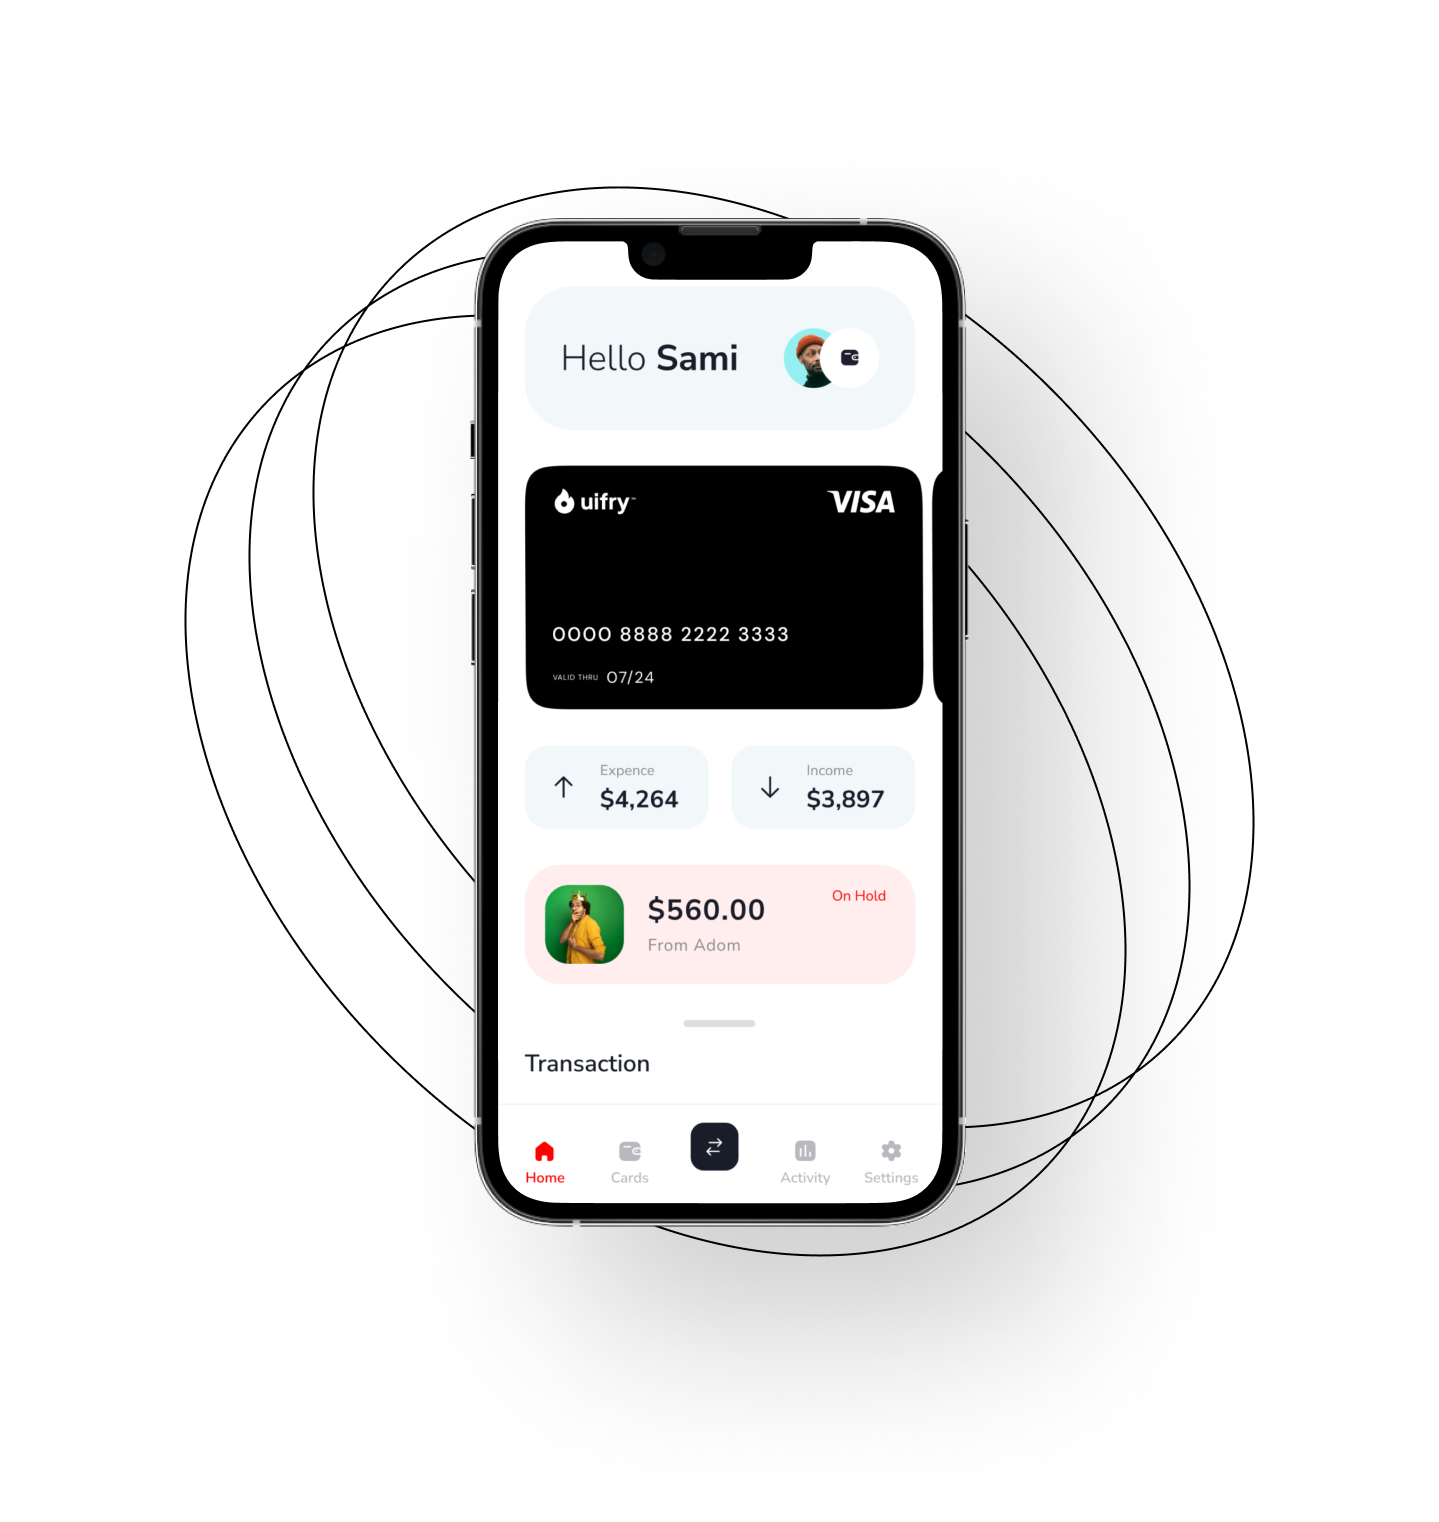 Hello Sami
uifry™
VISA
0000 8888 2222 3333
VALID THRU 07/24
Expence
$4,264
Income
$3,897
$560.00
On Hold
From Adom
Transaction
Home
Cards
Activity
Settings